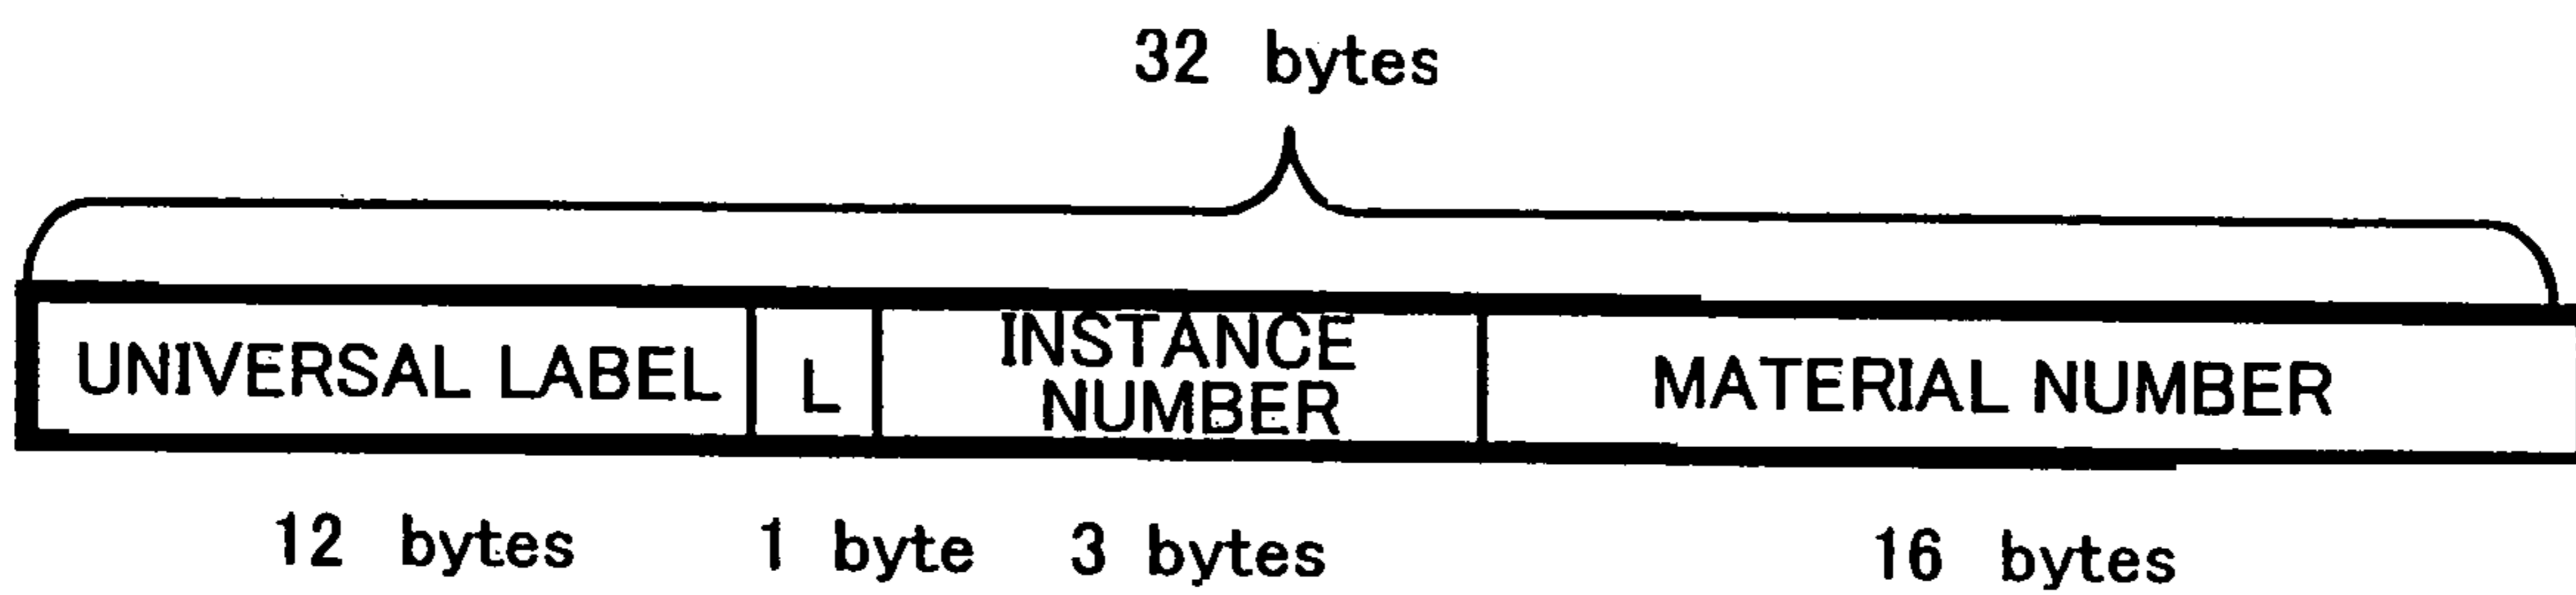 32 bytes
UNIVERSAL LABEL
L
INSTANCE
NUMBER
MATERIAL NUMBER
12 bytes
1 byte
3 bytes
16 bytes